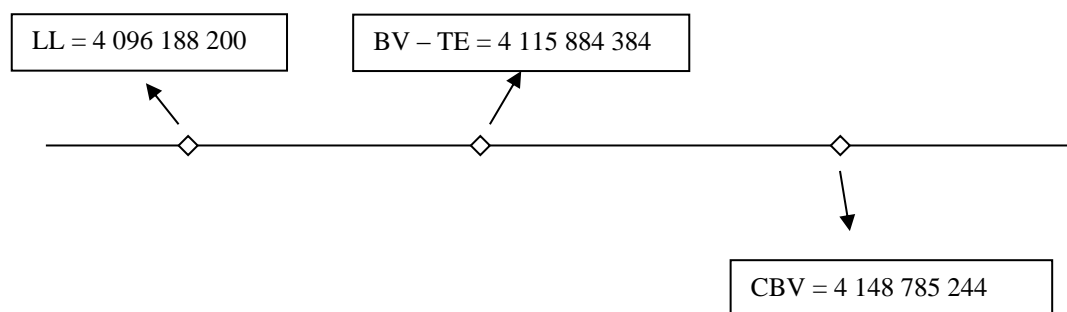 LL = 4 096 188 200
BV – TE = 4 115 884 384
CBV = 4 148 785 244